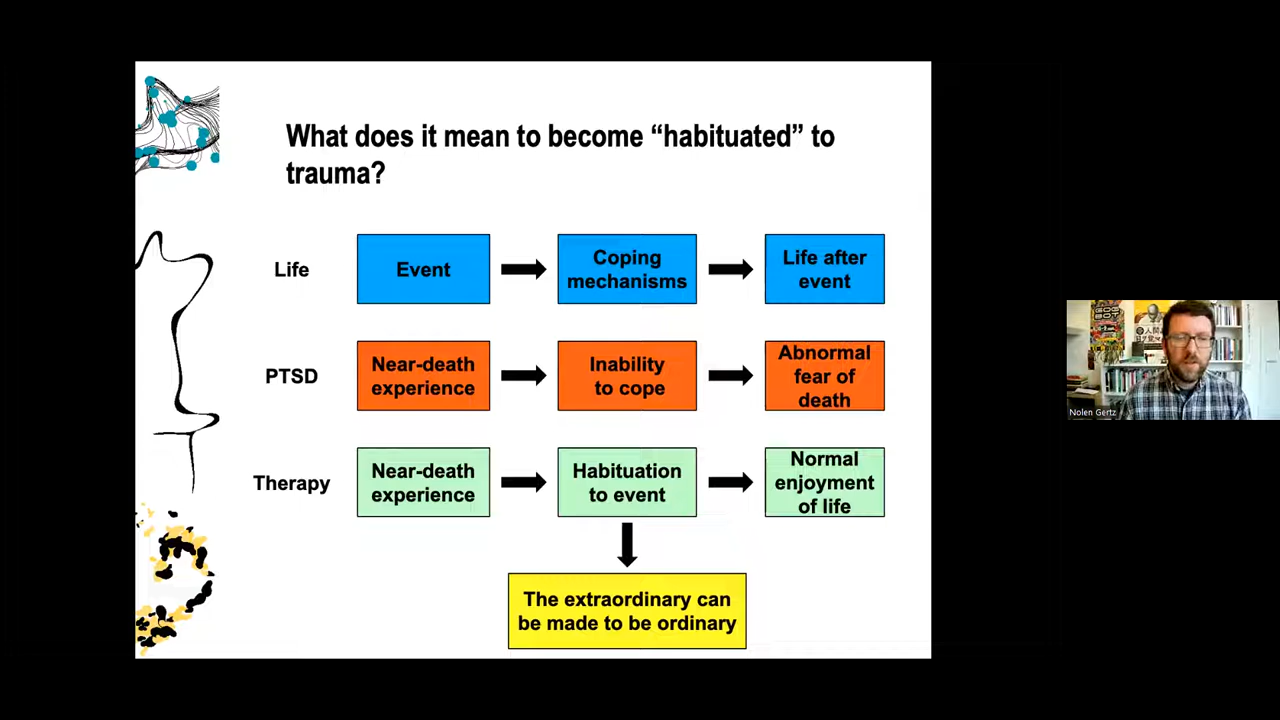 What does it mean to become “habituated” to
trauma?
Life
Event
Coping
mechanisms
Life after
event
PTSD
Near-death
experience
Inability
to cope
Abnormal
fear of
death
Therapy
Near-death
experience
Habituation
to event
Normal
enjoyment
of life
The extraordinary can
be made to be ordinary
Nolen Gertz